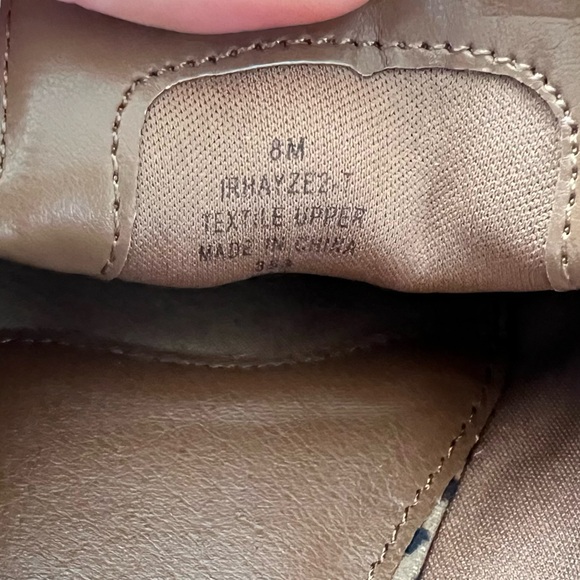 8M
IRHAYZE2-T
TEXTILE UPPER
MADE IN CHINA